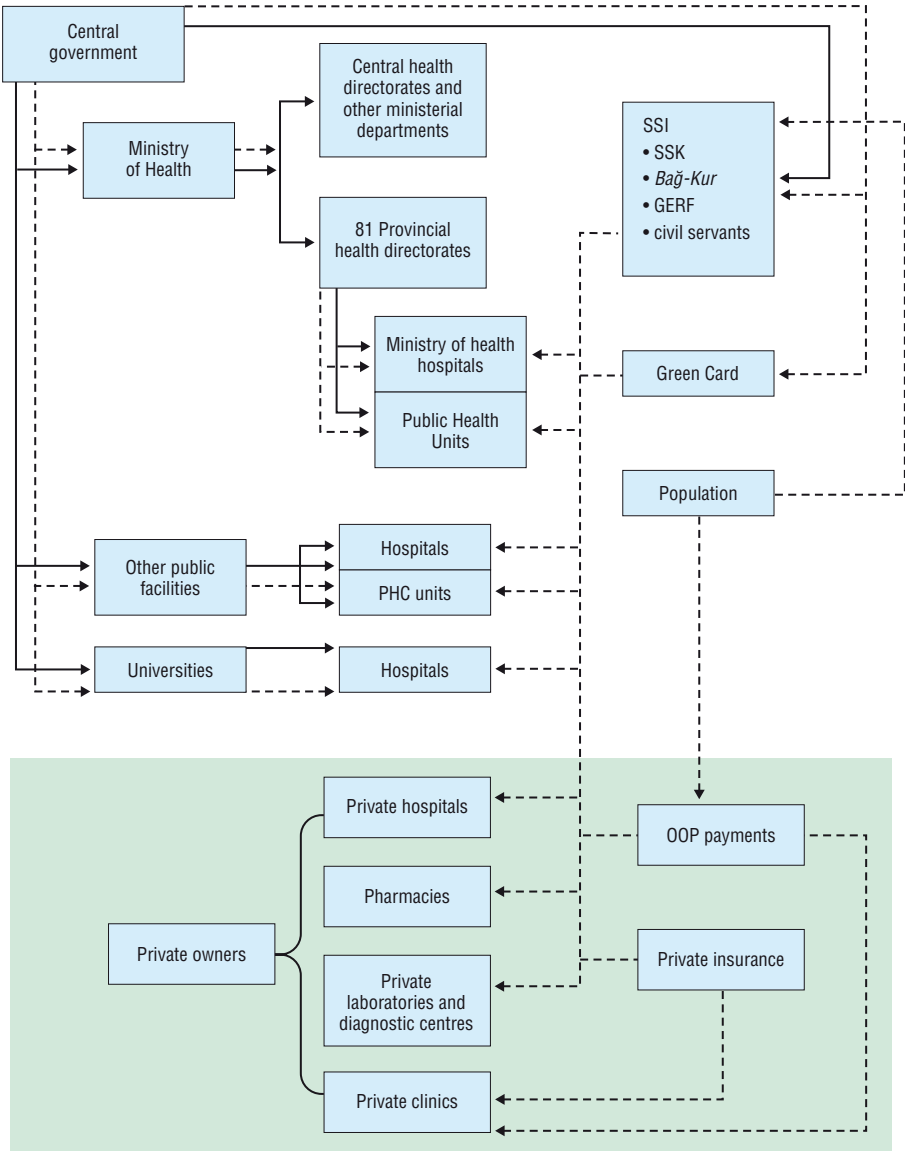 Central
government
Central health
directorates and
other ministerial
departments
Ministry
of Health
SSI
• SSK
• Bağ-Kur
• GERF
• civil servants
81 Provincial
health directorates
Ministry of health
hospitals
Green Card
Public Health
Units
Population
Other public
facilities
Hospitals
PHC units
Universities
Hospitals
Private hospitals
OOP payments
Pharmacies
Private owners
Private insurance
Private
laboratories and
diagnostic centres
Private clinics